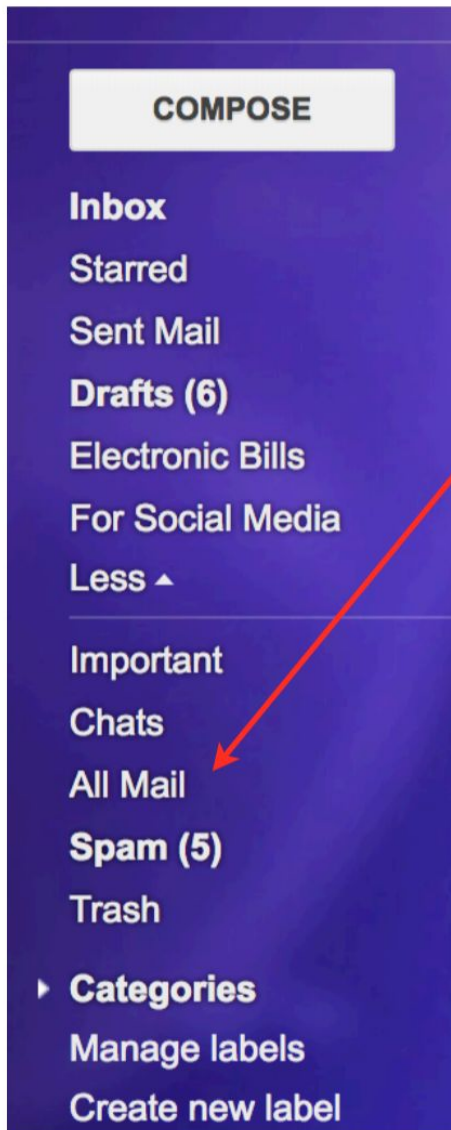 COMPOSE
Inbox
Starred
Sent Mail
Drafts (6)
Electronic Bills
For Social Media
Less
Important
Chats
All Mail
Spam (5)
Trash
Categories
Manage labels
Create new label